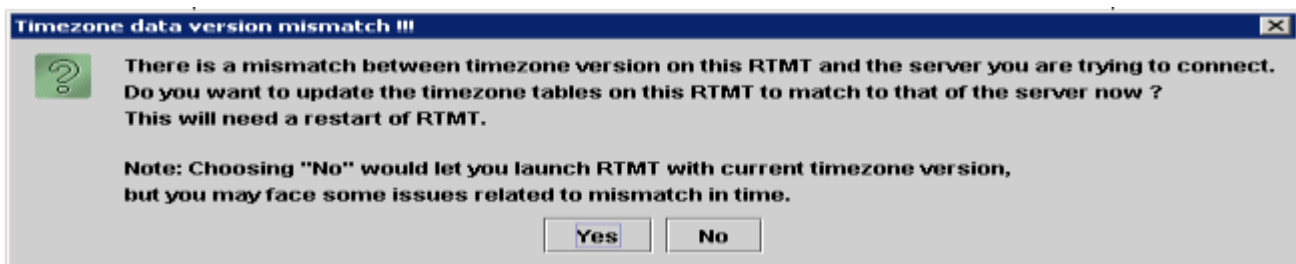 Timezone data version mismatch !!!
There is a mismatch between timezone version on this RTMT and the server you are trying to connect.
Do you want to update the timezone tables on this RTMT to match to that of the server now ?
This will need a restart of RTMT.
Note: Choosing "No" would let you launch RTMT with current timezone version,
but you may face some issues related to mismatch in time.
Yes No